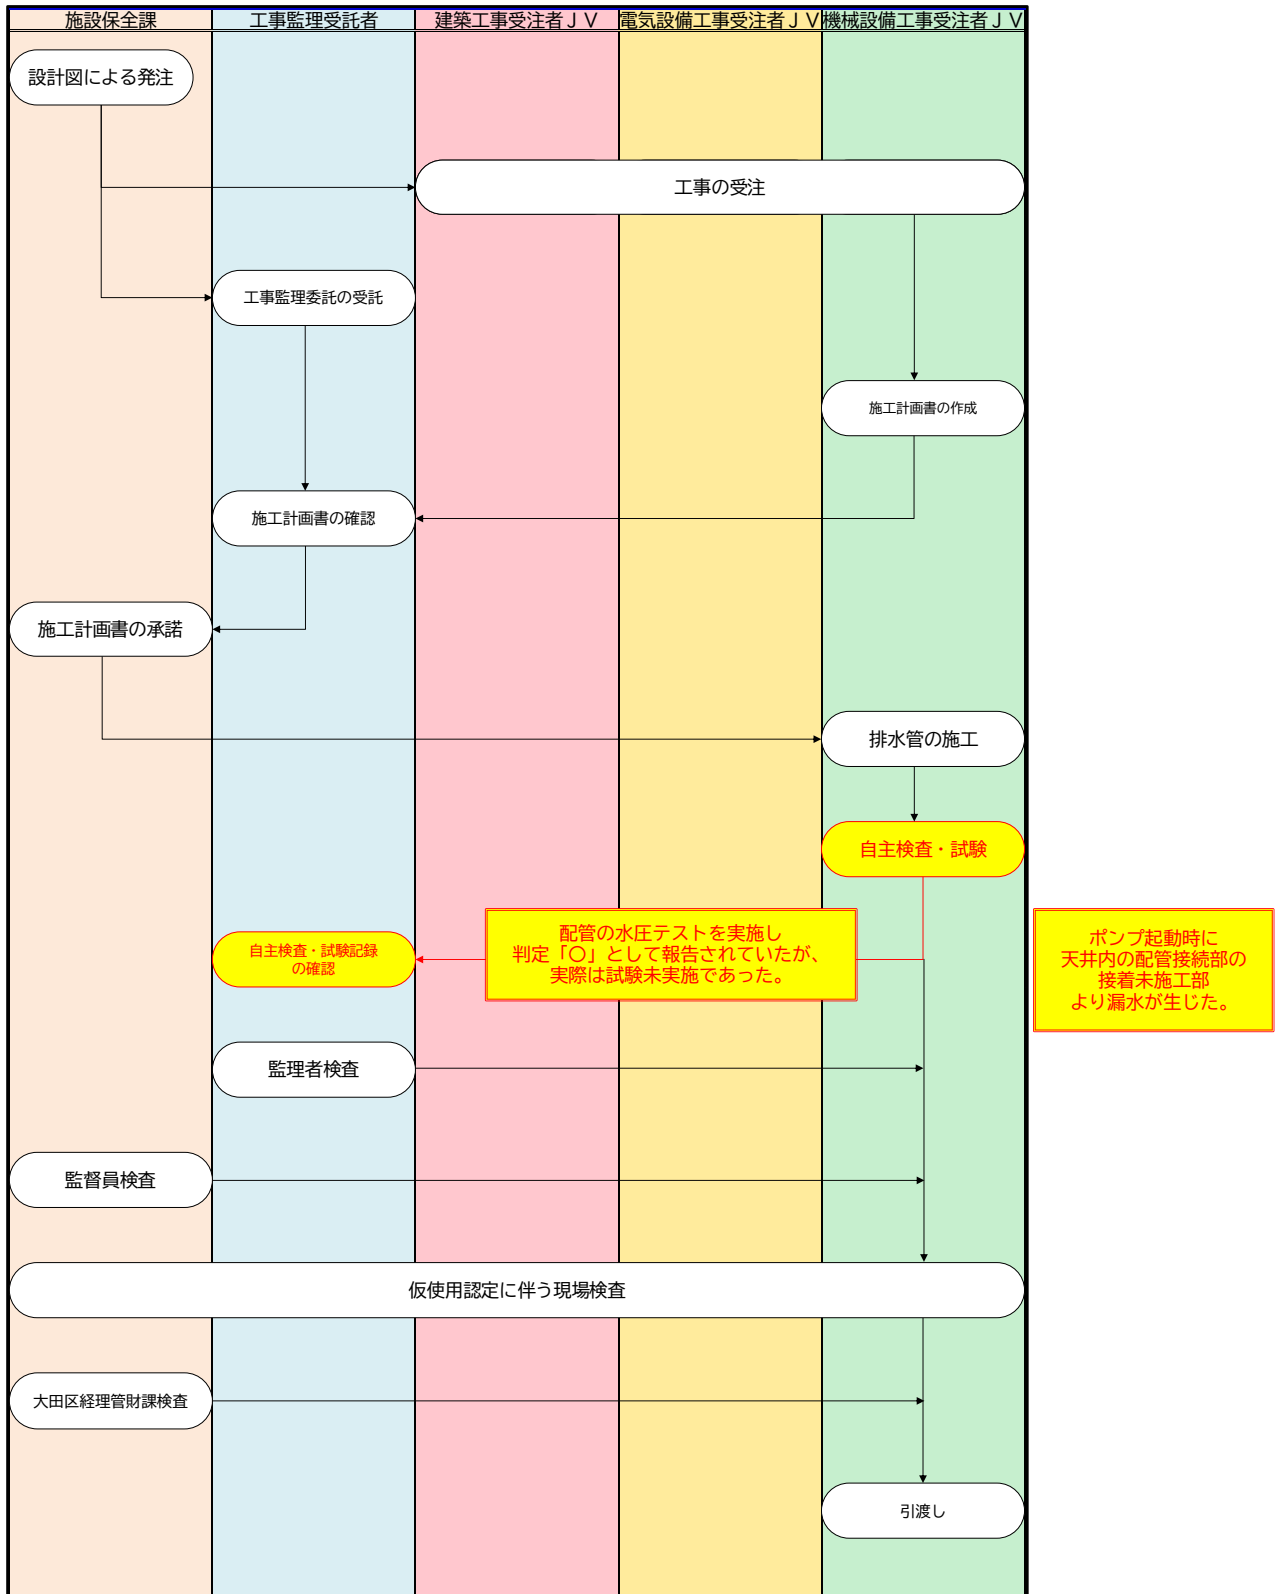 施設保全課
工事監理受託者
建築工事受注者ＪＶ
電気設備工事受注者ＪＶ
機械設備工事受注者ＪＶ
設計図による発注
工事の受注
工事監理委託の受託
施工計画書の作成
施工計画書の確認
施工計画書の承諾
排水管の施工
自主検査・試験
自主検査・試験記録
の確認
配管の水圧テストを実施し
判定「〇」として報告されていたが、
実際は試験未実施であった。
ポンプ起動時に
天井内の配管接続部の
接着未施工部
より漏水が生じた。
監理者検査
監督員検査
仮使用認定に伴う現場検査
大田区経理管財課検査
引渡し